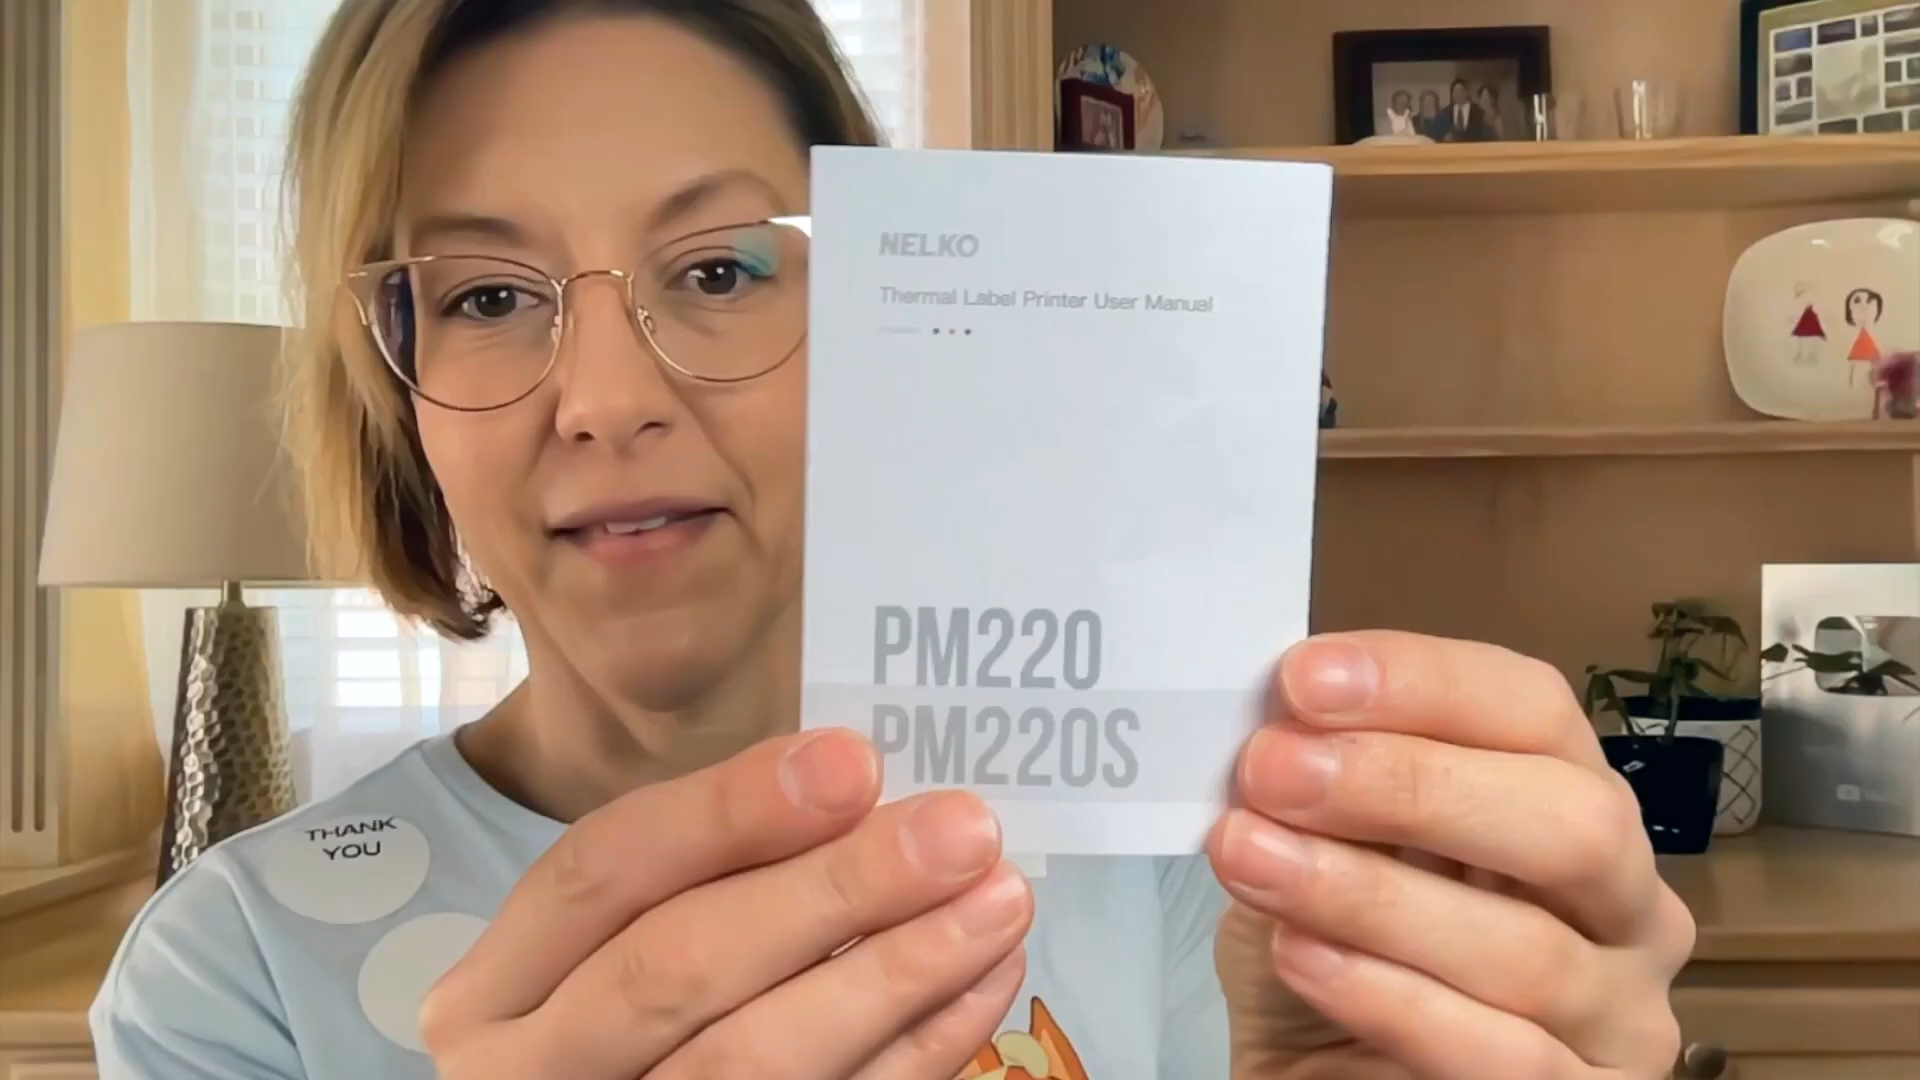 NELKO
Thermal Label Printer User Manual
PM220
PM220S
THANK
YOU